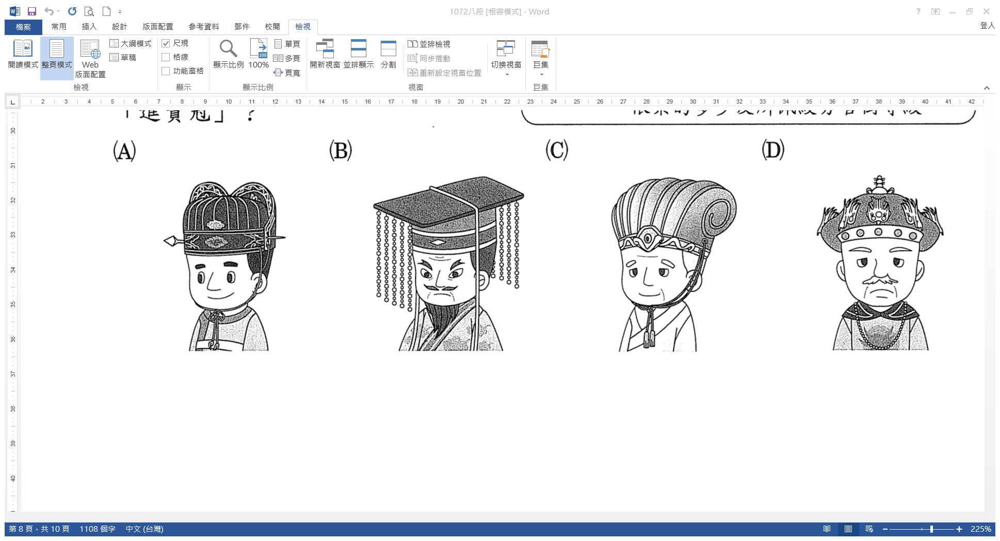 1072八段 [相容模式] - Word
?
檔案 常用 插入 設計 版面配置 參考資料 郵件 校閱 檢視 登入
閱讀模式 整頁模式 Web 版面配置 大綱模式 草稿
檢視
尺規 格線 功能窗格
顯示
顯示比例 100 100% 單頁 多頁 頁寬
顯示比例
開新視窗 並排顯示 分割 並排檢視 同步捲動 重新設定視窗位置 切換視窗
視窗
巨集
巨集
2 3 4 5 6 7 8 9 10 11 12 13 14 15 16 17 18 19 20 21 22 23 24 25 26 27 28 29 30 31 32 33 34 35 36 37 38 39 40 41 42
30
31
32
33
34
35
36
37
38
39
40
「進賢冠」?
(A) (B) (C) (D)
第 8 頁，共 10 頁 1108 個字 中文 (台灣) 225%